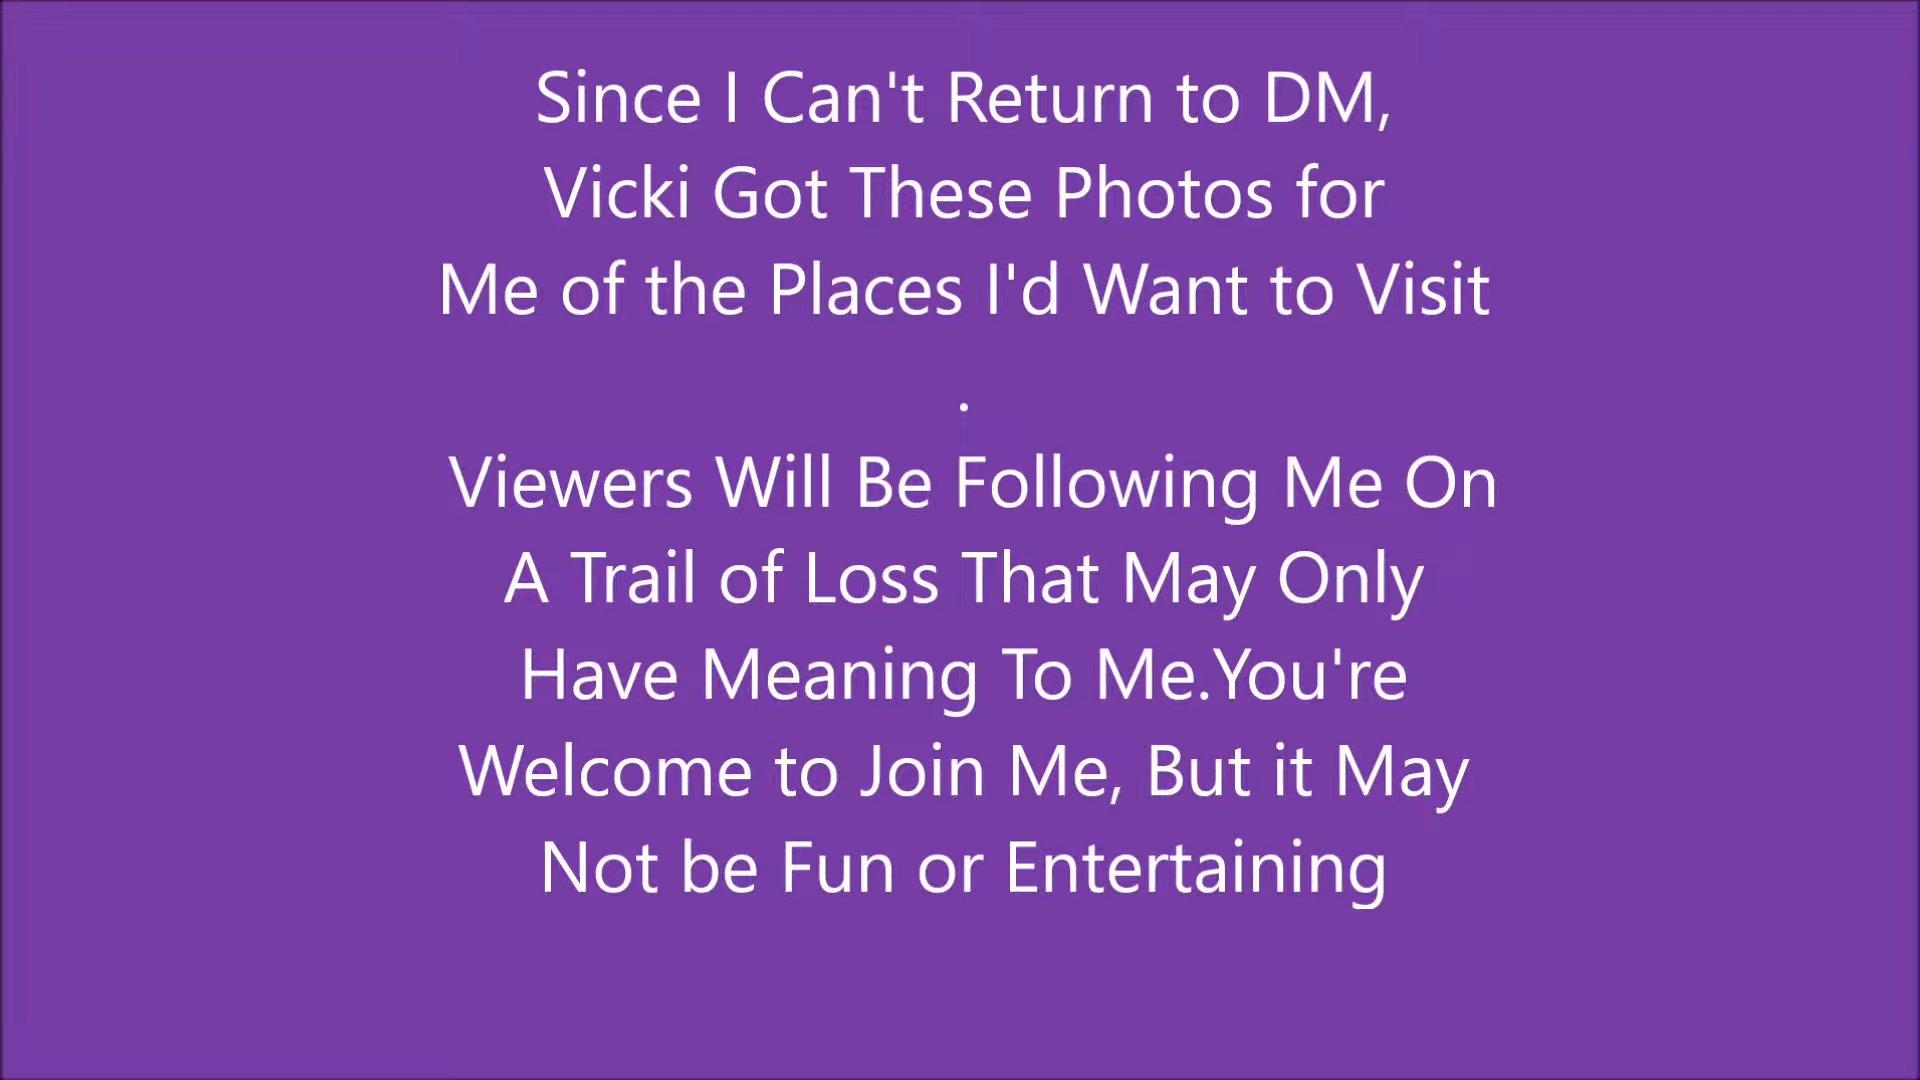 Since I Can't Return to DM,
Vicki Got These Photos for
Me of the Places I'd Want to Visit
.
Viewers Will Be Following Me On
A Trail of Loss That May Only
Have Meaning To Me.You're
Welcome to Join Me, But it May
Not be Fun or Entertaining